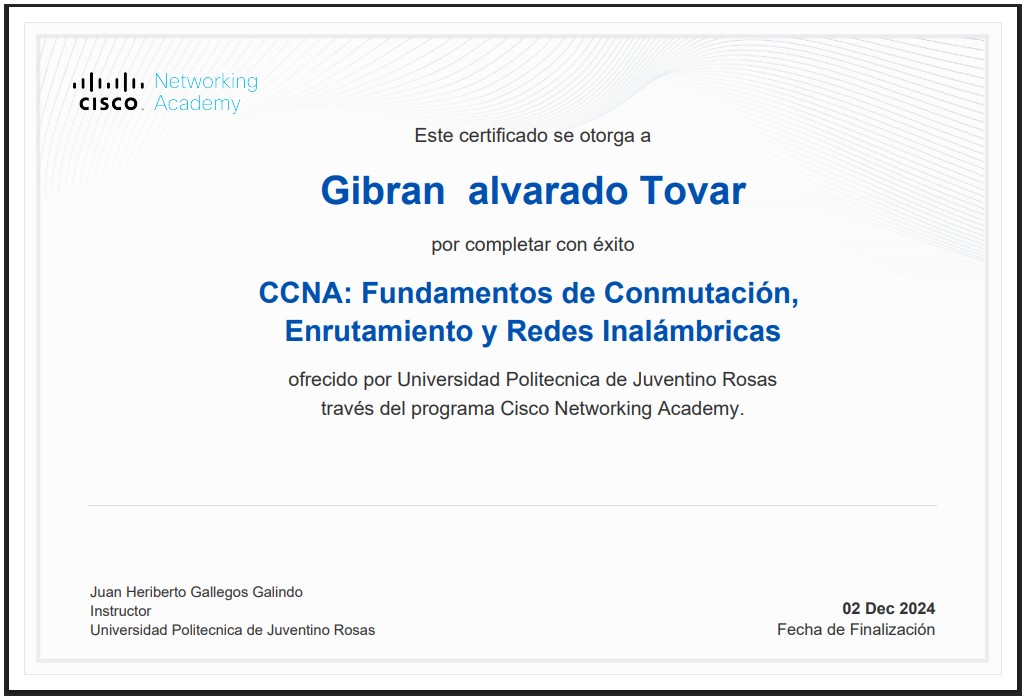 Networking
CISCO Academy
Este certificado se otorga a
Gibran  alvarado Tovar
por completar con éxito
CCNA: Fundamentos de Conmutación,
Enrutamiento y Redes Inalámbricas
ofrecido por Universidad Politecnica de Juventino Rosas
través del programa Cisco Networking Academy.
Juan Heriberto Gallegos Galindo
Instructor
Universidad Politecnica de Juventino Rosas
02 Dec 2024
Fecha de Finalización